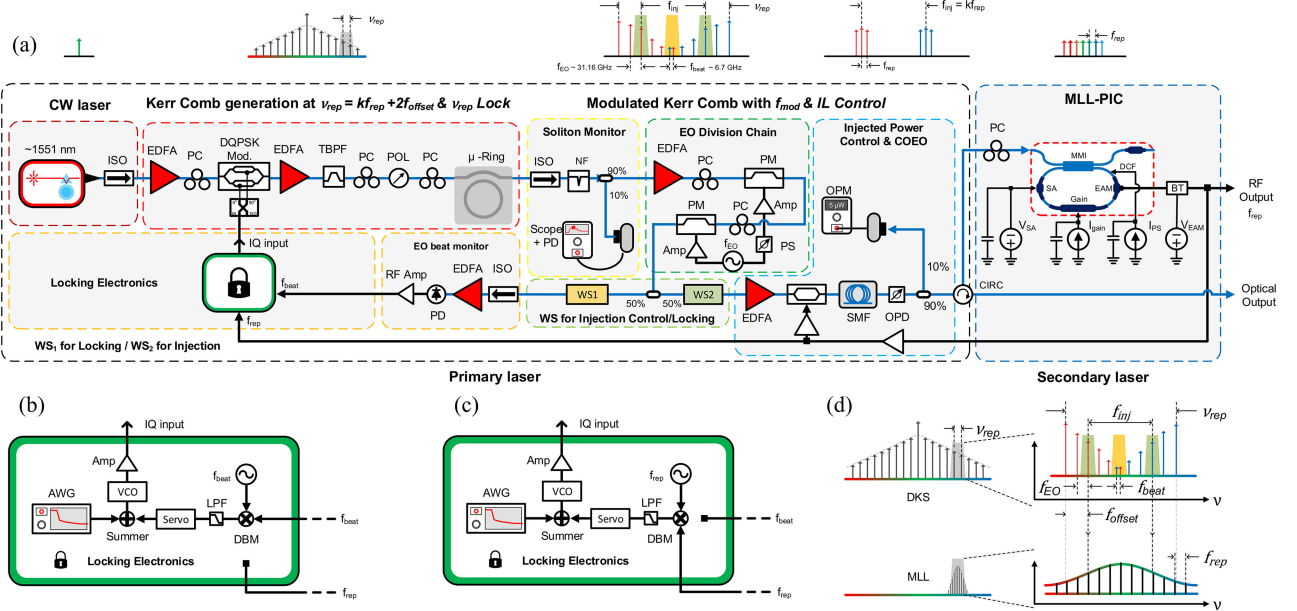 (a)
ν_rep
f_inj
ν_rep
f_EO ~ 31.16 GHz
f_beat ~ 6.7 GHz
f_inj = kf_rep
f_rep
f_rep
CW laser
Kerr Comb generation at ν_rep = kf_rep +2f_offset & ν_rep Lock
Modulated Kerr Comb with f_mod & IL Control
MLL-PIC
~1551 nm
ISO
EDFA
PC
DQPSK
Mod.
EDFA
TBPF
PC
POL
PC
µ -Ring
IQ input
Soliton Monitor
ISO
NF
90%
10%
Scope
+ PD
EO Division Chain
EDFA
PC
PM
PM
PC
Amp
Amp
f_EO
PS
Injected Power
Control & COEO
OPM
5 µW
10%
PC
MMI
DCF
SA
EAM
Gain
BT
V_SA
I_gain
I_PS
V_EAM
RF
Output
f_rep
Locking Electronics
f_beat
f_rep
EO beat monitor
RF Amp
EDFA
ISO
PD
WS1
50%
50%
WS2
WS for Injection Control/Locking
EDFA
SMF
OPD
90%
CIRC
Optical
Output
WS₁ for Locking / WS₂ for Injection
Primary laser
Secondary laser
(b)
IQ input
Amp
VCO
AWG
Summer
Servo
LPF
f_beat
DBM
f_beat
Locking Electronics
f_rep
(c)
IQ input
Amp
VCO
AWG
Summer
Servo
LPF
f_rep
DBM
f_beat
Locking Electronics
f_rep
(d)
ν_rep
DKS
f_inj
ν_rep
f_EO
f_beat
ν
f_offset
MLL
f_rep
ν